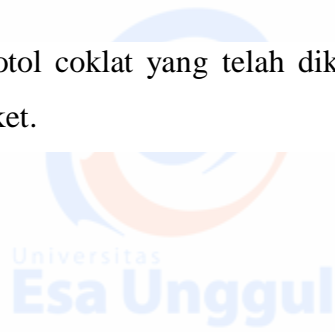 otol coklat yang telah dik
ket.
Universitas
Esa Unggul